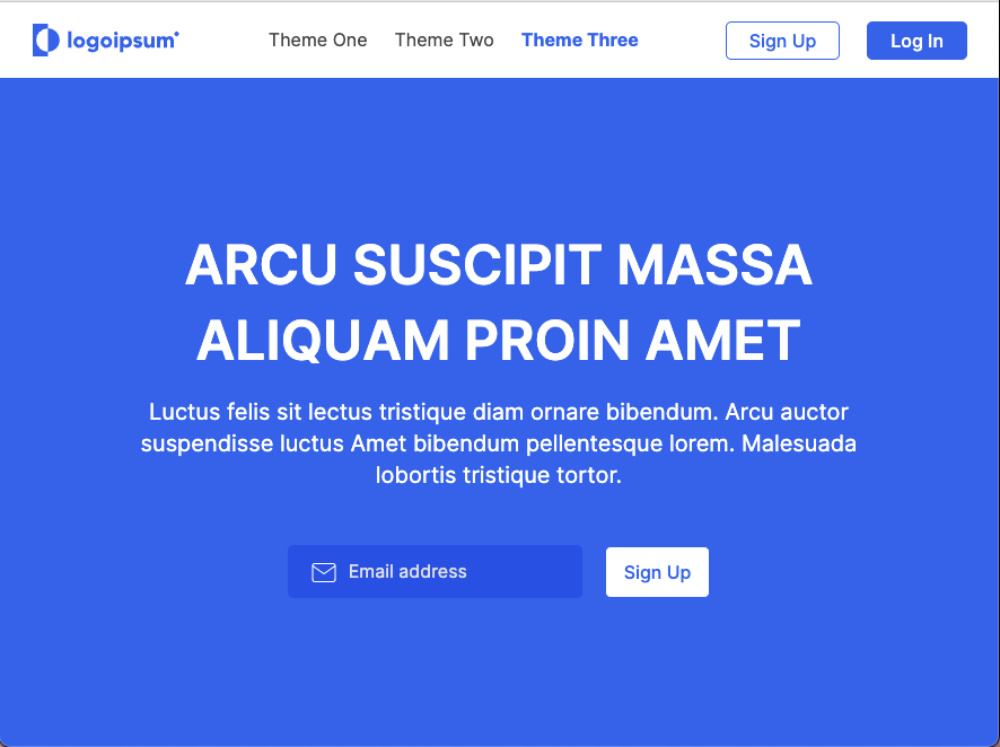 logoipsum
Theme One
Theme Two
Theme Three
Sign Up
Log In
ARCU SUSCIPIT MASSA
ALIQUAM PROIN AMET
Luctus felis sit lectus tristique diam ornare bibendum. Arcu auctor
suspendisse luctus Amet bibendum pellentesque lorem. Malesuada
lobortis tristique tortor.
Email address
Sign Up